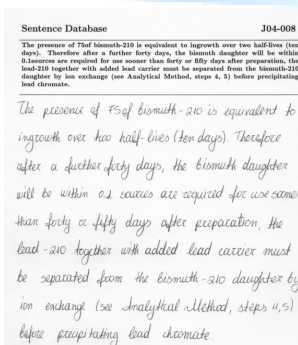 Sentence Database
J04-008
The presence of 75of bismuth-210 is equivalent to ingrowth over two half-lives (ten
days). Therefore after a further forty days, the bismuth daughter will be within
0.1sources are required for use sooner than forty or fifty days after preparation, the
lead-210 together with added lead carrier must be separated from the bismuth-210
daughter by ion exchange (see Analytical Method, steps 4, 5) before precipitating
lead chromate.
The presence of 75of bismuth-210 is equivalent to
ingrowth over two half-lives (ten days). Therefore
after a further forty days, the bismuth daughter
will be within 0.1 sources are required for use sooner
than forty or fifty days after preparation, the
lead-210 together with added lead carrier must
be separated from the bismuth-210 daughter by
ion exchange (see Analytical Method, steps 4,5)
before precipitating lead chromate.